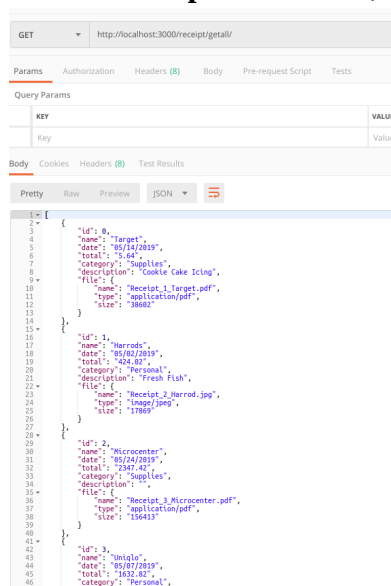 GET http://localhost:3000/receipt/getall/
Params Authorization Headers (8) Body Pre-request Script Tests
Query Params
KEY VALU
Key Value
Body Cookies Headers (8) Test Results
Pretty Raw Preview JSON
1 [
2 {
3 "id": 0,
4 "name": "Target",
5 "date": "05/14/2019",
6 "total": "5.64",
7 "category": "Supplies",
8 "description": "Cookie Cake Icing",
9 "file": {
10 "name": "Receipt_1_Target.pdf",
11 "type": "application/pdf",
12 "size": "38602"
13 }
14 },
15 {
16 "id": 1,
17 "name": "Harrods",
18 "date": "05/02/2019",
19 "total": "424.02",
20 "category": "Personal",
21 "description": "Fresh Fish",
22 "file": {
23 "name": "Receipt_2_Harrod.jpg",
24 "type": "image/jpeg",
25 "size": "17869"
26 }
27 },
28 {
29 "id": 2,
30 "name": "Microcenter",
31 "date": "05/24/2019",
32 "total": "2347.42",
33 "category": "Supplies",
34 "description": "",
35 "file": {
36 "name": "Receipt_3_Microcenter.pdf",
37 "type": "application/pdf",
38 "size": "156413"
39 }
40 },
41 {
42 "id": 3,
43 "name": "Uniqlo",
44 "date": "05/07/2019",
45 "total": "1632.82",
46 "category": "Personal",